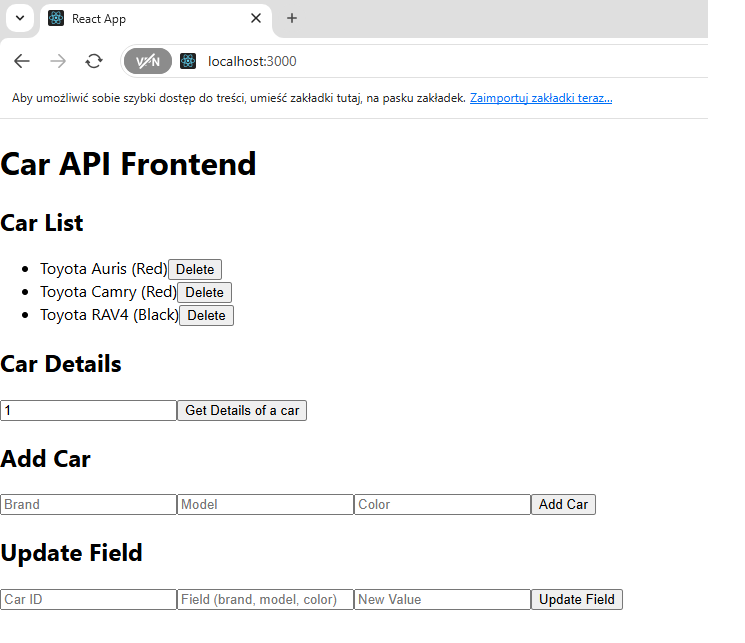 React App
VPN
localhost:3000
Aby umożliwić sobie szybki dostęp do treści, umieść zakładki tutaj, na pasku zakładek. Zaimportuj zakładki teraz...
Car API Frontend
Car List
Toyota Auris (Red) Delete
Toyota Camry (Red) Delete
Toyota RAV4 (Black) Delete
Car Details
1 Get Details of a car
Add Car
Brand Model Color Add Car
Update Field
Car ID Field (brand, model, color) New Value Update Field